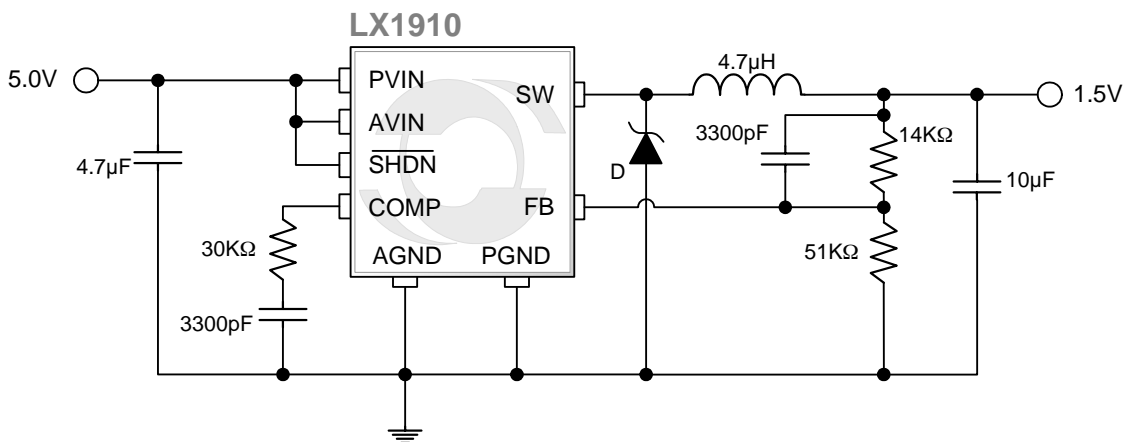 LX1910
5.0V
PVIN
AVIN
SHDN
COMP
AGND
PGND
SW
FB
4.7µF
30KΩ
3300pF
4.7µH
3300pF
D
14KΩ
51KΩ
10µF
1.5V